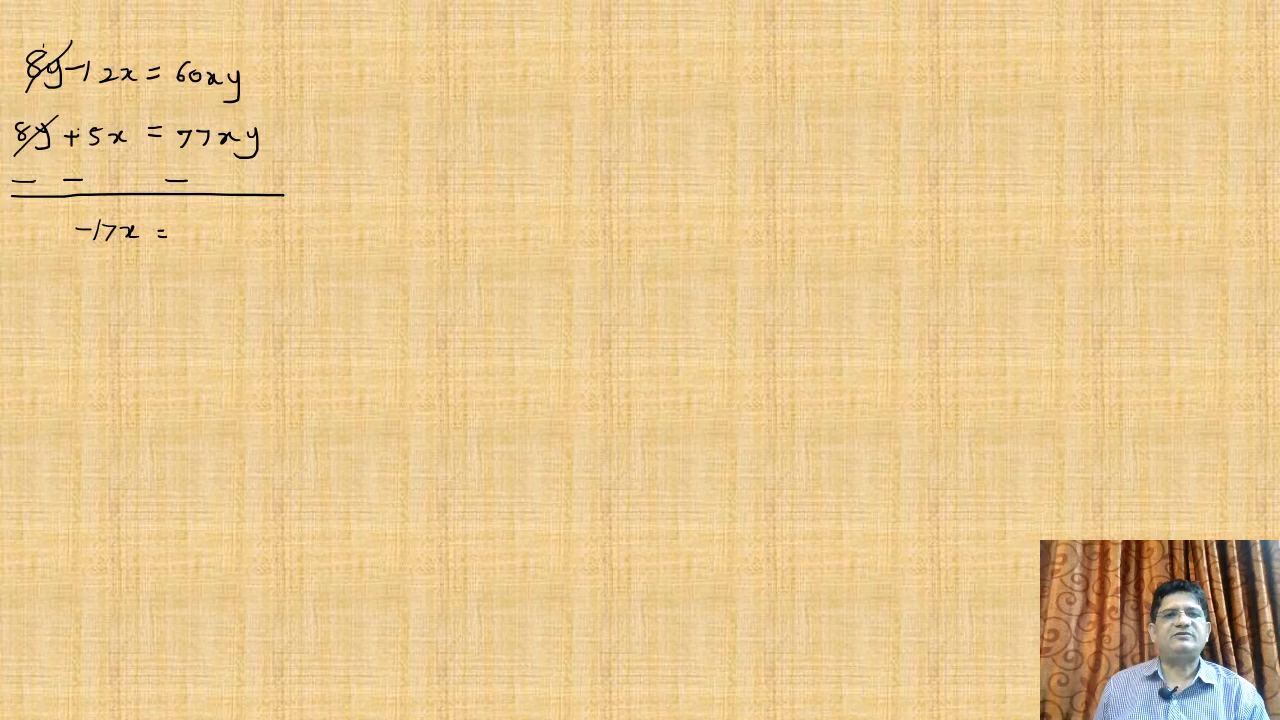 8y - 12x = 60xy
8y + 5x = 77xy
– – –
-17x =